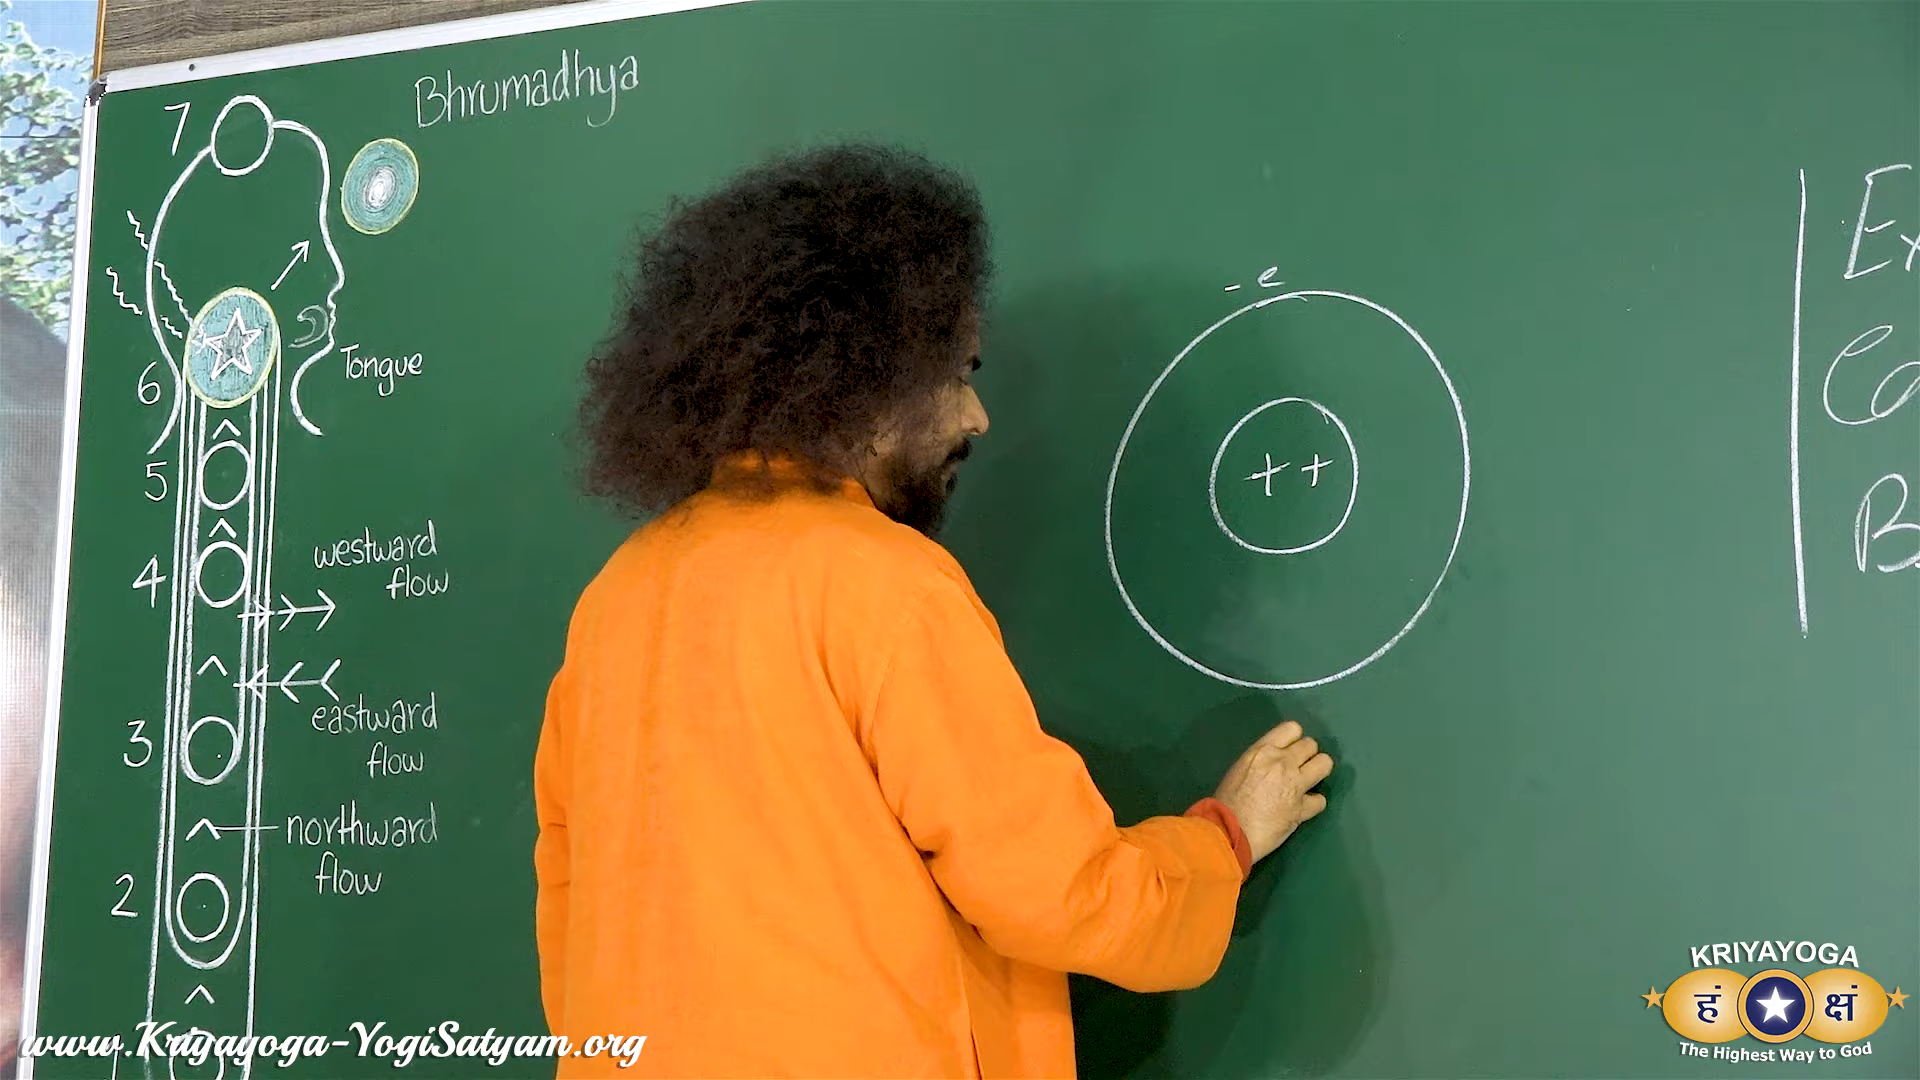 Bhrumadhya
7
6
Tongue
5
4
westward
flow
eastward
flow
3
northward
flow
2
- e
+ +
www.Kriyayoga-YogiSatyam.org
KRIYAYOGA
हं
क्षं
The Highest Way to God